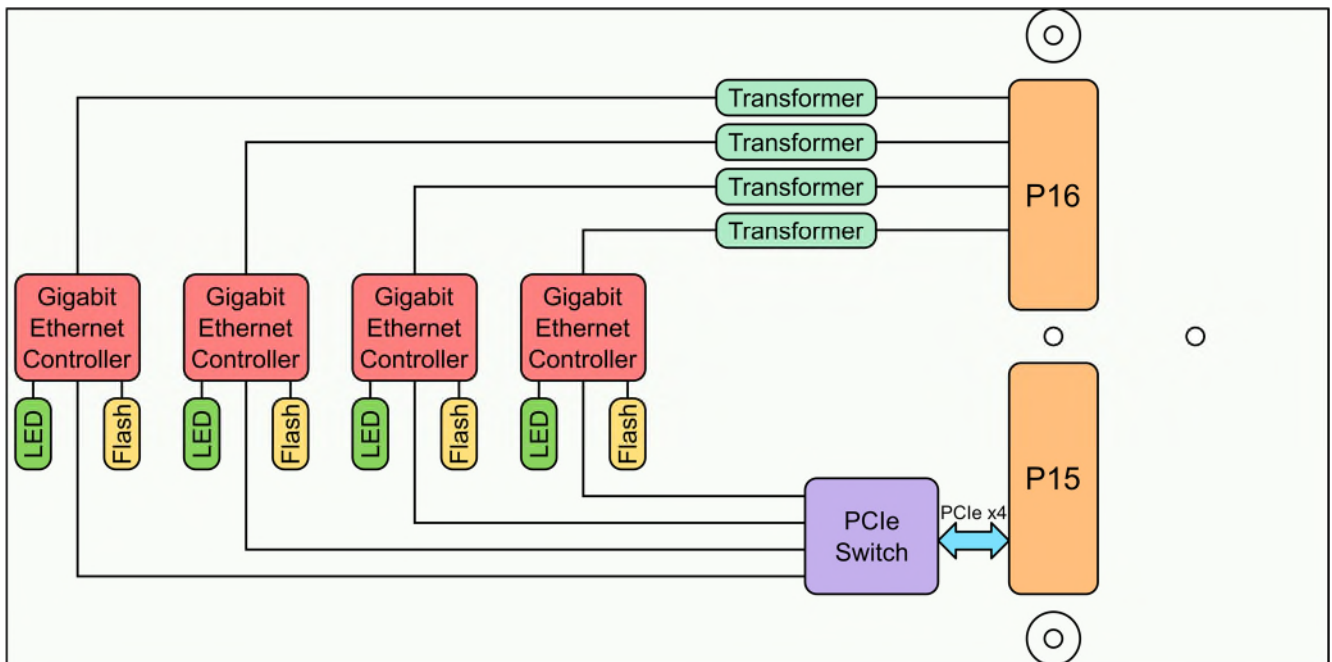 Transformer
Transformer
Transformer
Transformer
P16
Gigabit
Ethernet
Controller
Gigabit
Ethernet
Controller
Gigabit
Ethernet
Controller
Gigabit
Ethernet
Controller
LED
Flash
LED
Flash
LED
Flash
LED
Flash
PCIe
Switch
PCIe x4
P15